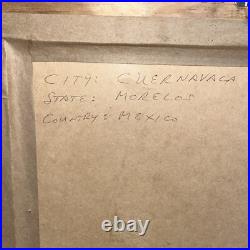 CITY: CUERNAVACA
STATE: MORELOS
COUNTRY: MEXICO